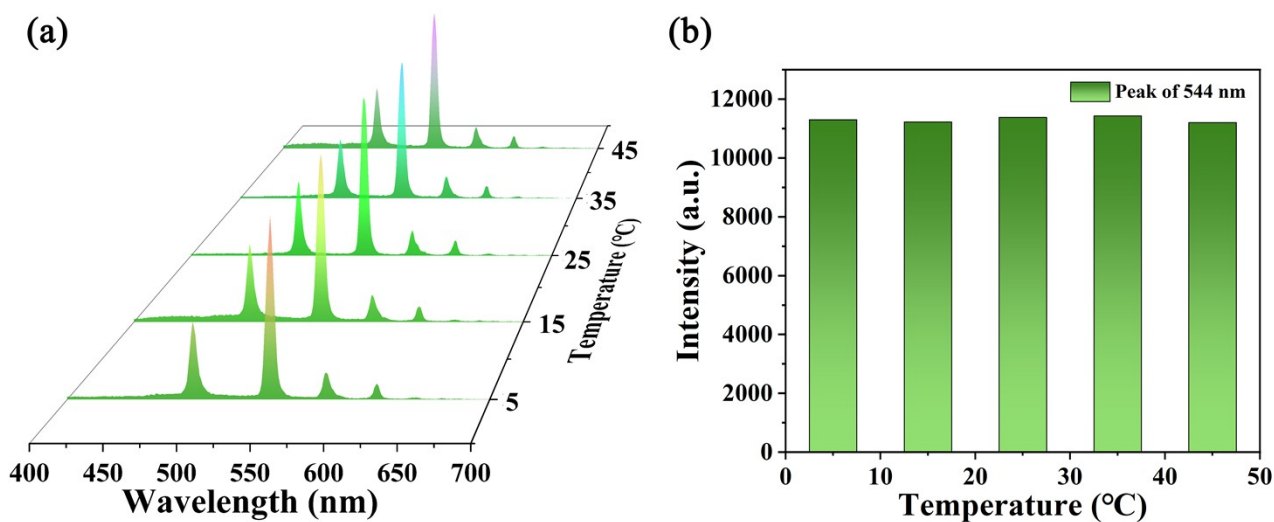 (a)
45
35
25
15
5
Temperature (°C)
400 450 500 550 600 650 700
Wavelength (nm)
(b)
Peak of 544 nm
12000
10000
8000
6000
4000
2000
0
Intensity (a.u.)
0 10 20 30 40 50
Temperature (°C)